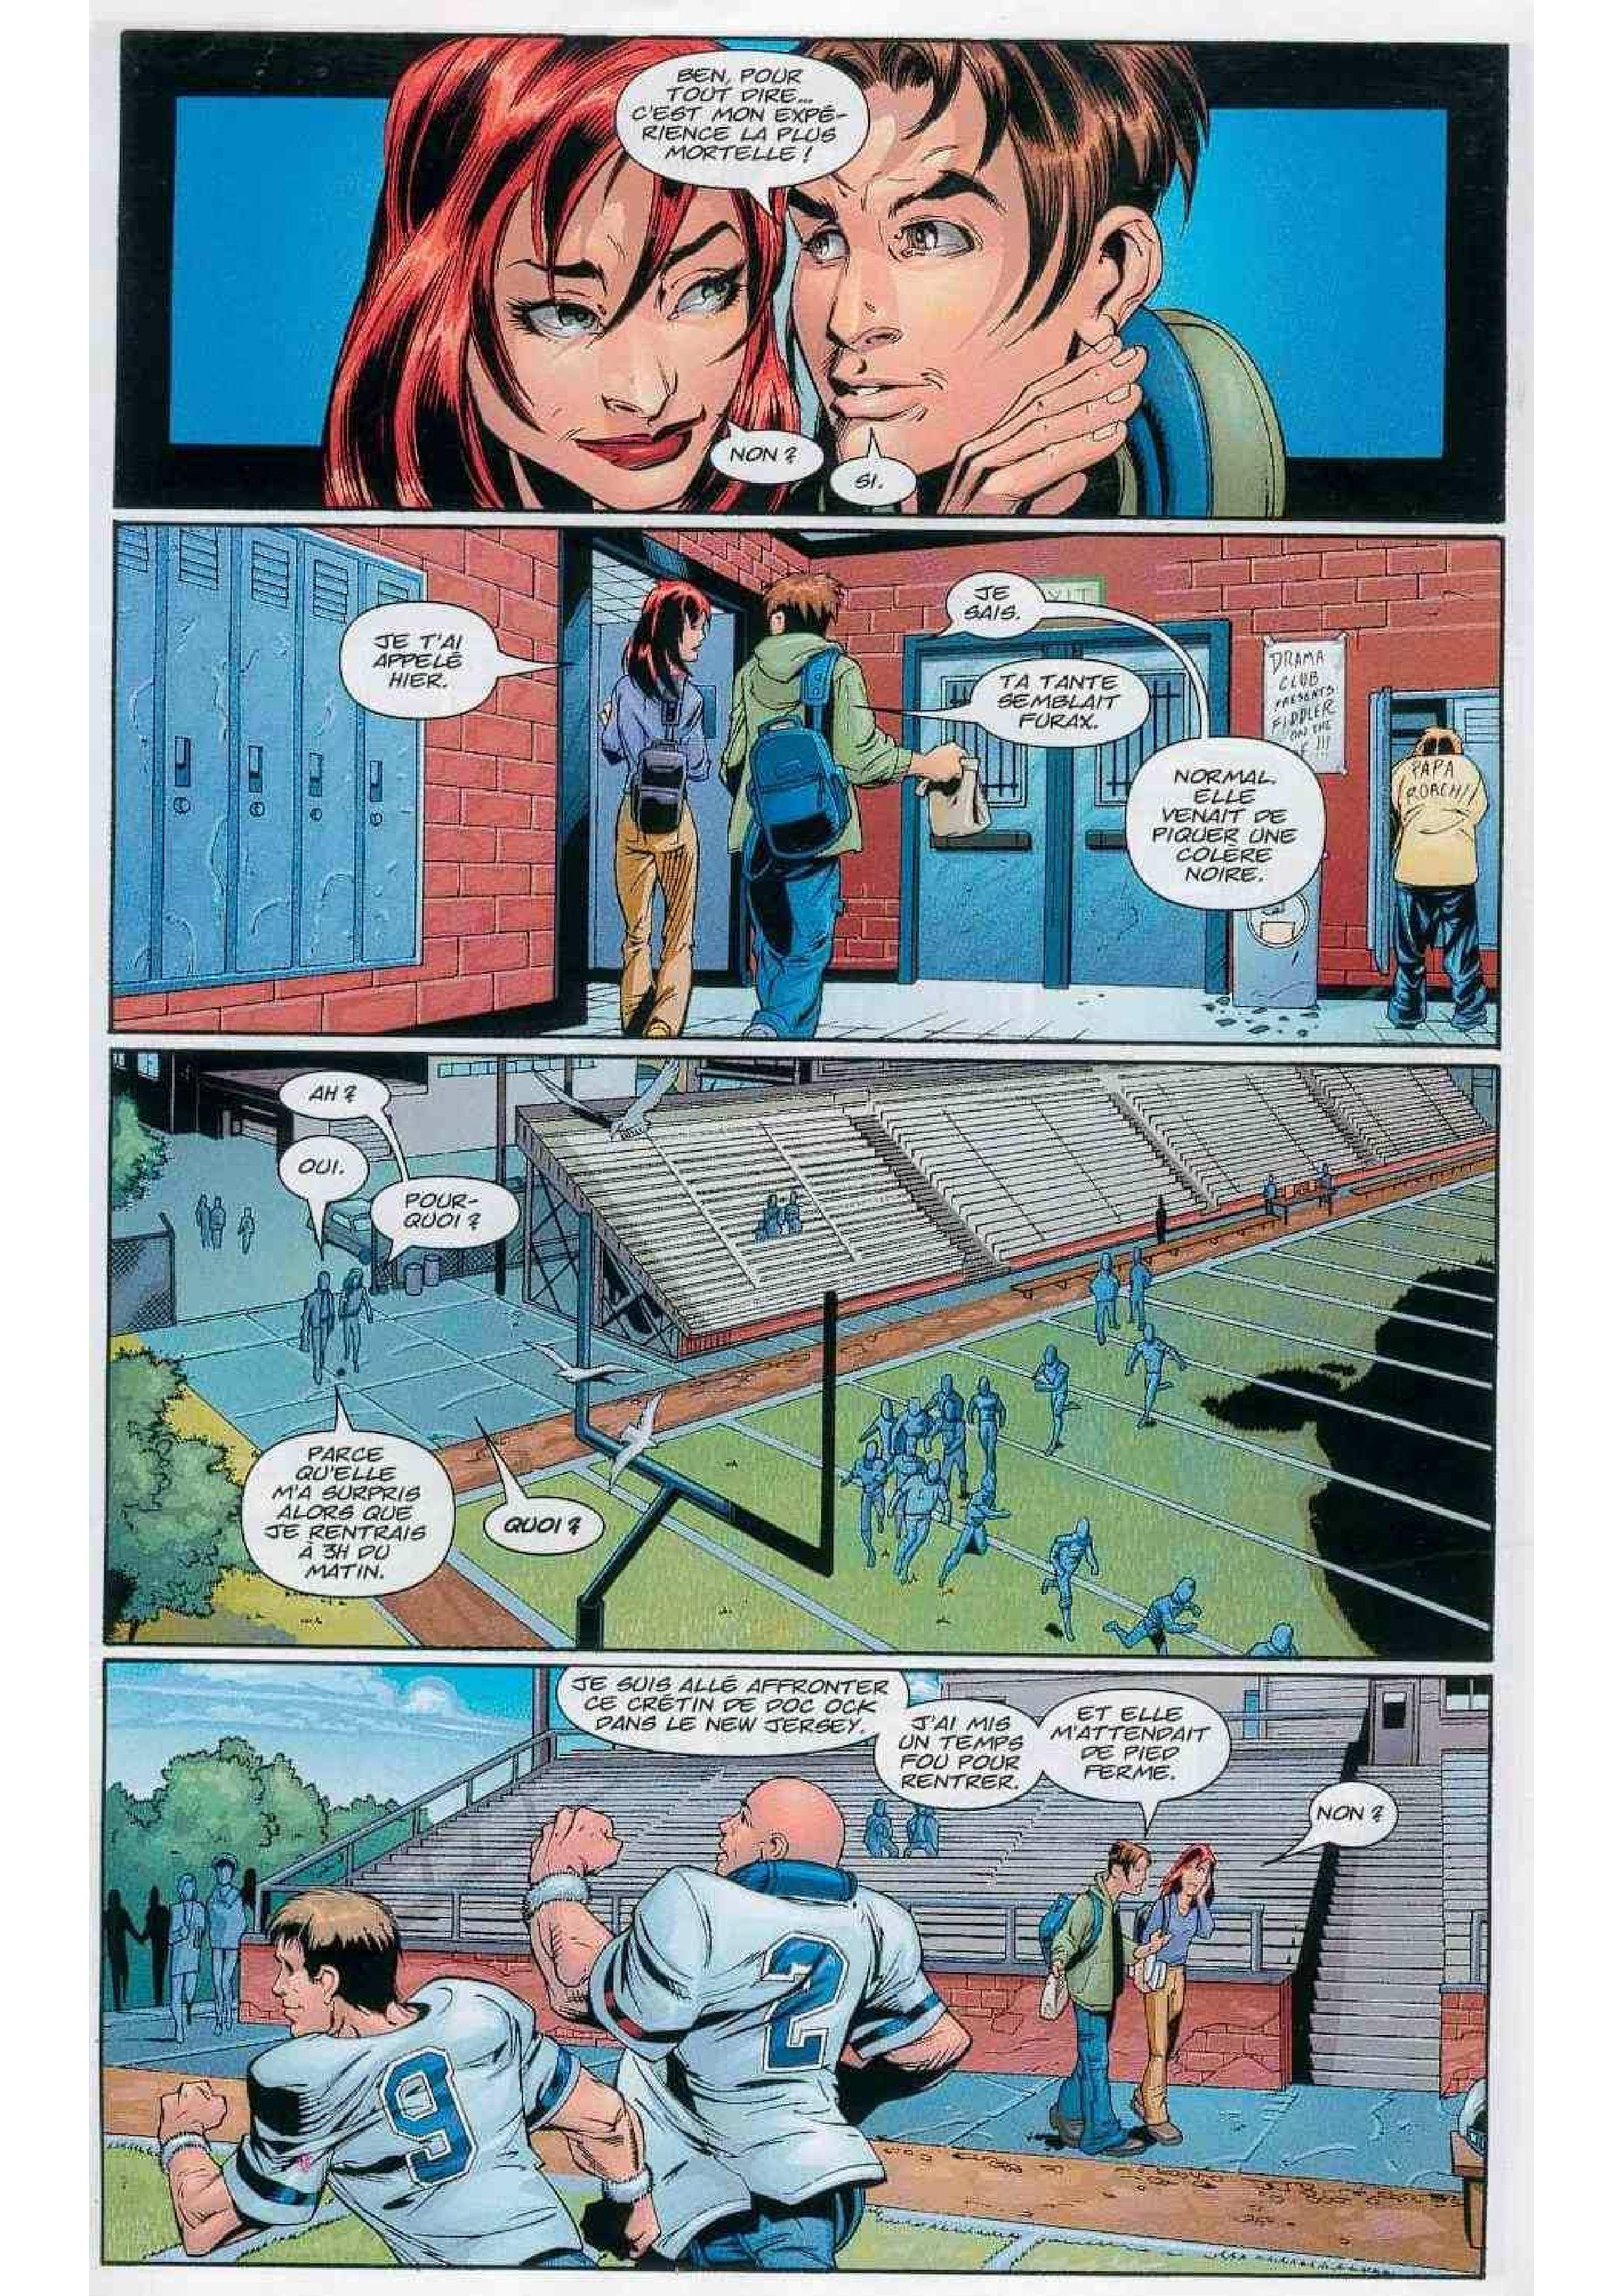 BEN, POUR
TOUT DIRE...
C'EST MON EXPÉ-
RIENCE LA PLUS
MORTELLE !
NON ?
SI.
JE T'AI
APPELÉ
HIER.
JE
SAIS.
XIT
TA TANTE
SEMBLAIT
FURAX.
NORMAL.
ELLE
VENAIT DE
PIQUER UNE
COLÈRE
NOIRE.
DRAMA
CLUB
PRESENTS
FIDDLER
ON THE
!!!
PAPA
ROACH//
AH ?
OUI.
POUR-
QUOI ?
PARCE
QU'ELLE
M'A SURPRIS
ALORS QUE
JE RENTRAIS
À 3H DU
MATIN.
QUOI ?
JE SUIS ALLÉ AFFRONTER
CE CRÉTIN DE DOC OCK
DANS LE NEW JERSEY.
J'AI MIS
UN TEMPS
FOU POUR
RENTRER.
ET ELLE
M'ATTENDAIT
DE PIED
FERME.
NON ?
2
9